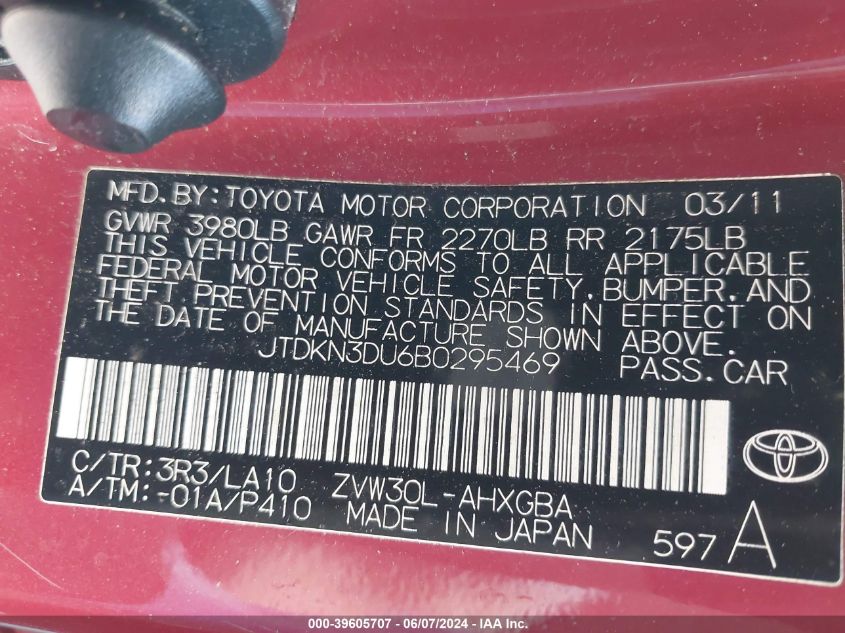 MFD.BY:TOYOTA MOTOR CORPORATION 03/11
GVWR 3980LB GAWR FR 2270LB RR 2175LB
THIS VEHICLE CONFORMS TO ALL APPLICABLE
FEDERAL MOTOR VEHICLE SAFETY,BUMPER,AND
THEFT PREVENTION STANDARDS IN EFFECT ON
THE DATE OF MANUFACTURE SHOWN ABOVE.
JTDKN3DU6B0295469 PASS.CAR
C/TR:3R3/LA10 ZVW30L-AHXGBA
A/TM:-01A/P410 MADE IN JAPAN 597 A
000-39605707 - 06/07/2024 - IAA Inc.